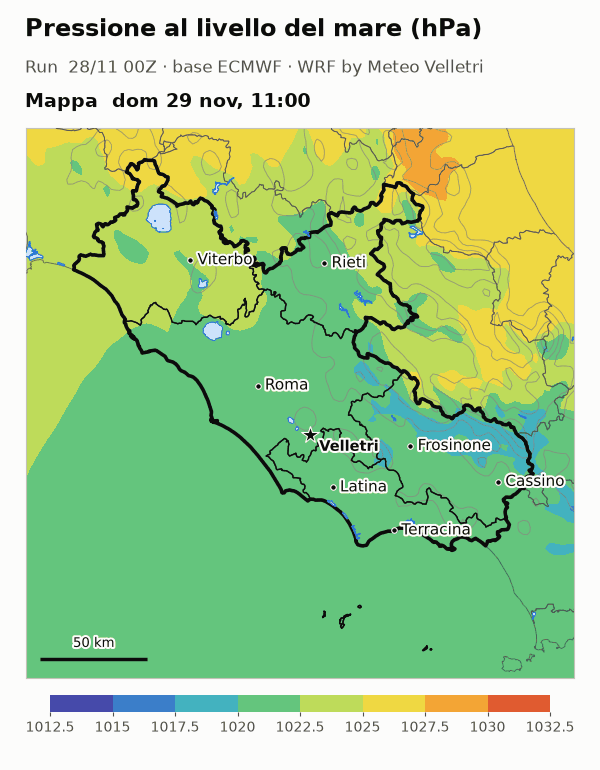 Pressione al livello del mare (hPa)
Run  28/11 00Z · base ECMWF · WRF by Meteo Velletri
Mappa  dom 29 nov, 11:00
Viterbo
Rieti
Roma
Velletri
Frosinone
Cassino
Latina
Terracina
50 km
1012.5 1015 1017.5 1020 1022.5 1025 1027.5 1030 1032.5